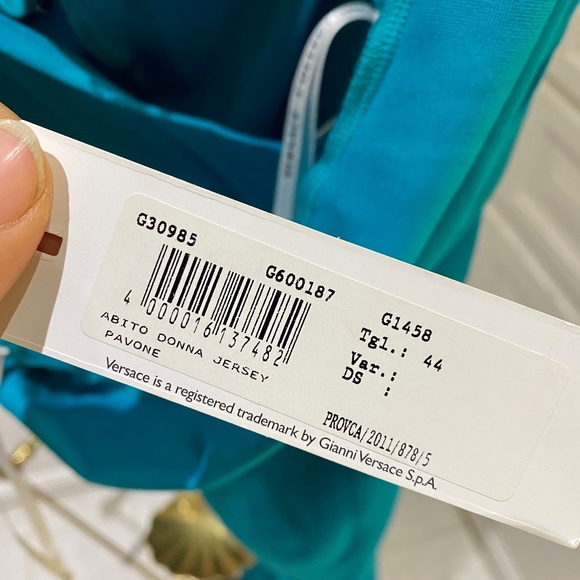 G30985
G600187
G1458
4 000016 137482
Tgl.: 44
Var.:
DS :
ABITO DONNA JERSEY
PAVONE
PROVCA/2011/878/5
Versace is a registered trademark by Gianni Versace S.p.A.